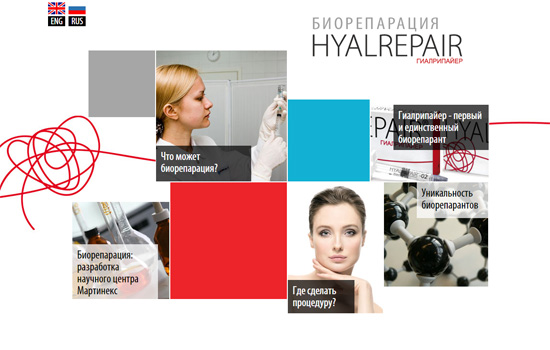 ENG RUS
БИОРЕПАРАЦИЯ
HYALREPAIR
ГИАЛРИПАЙЕР
Что может
биорепарация?
Гиалрипайер - первый
и единственный
биорепарант
Уникальность
биорепарантов
Биорепарация:
разработка
научного центра
Мартинекс
Где сделать
процедуру?